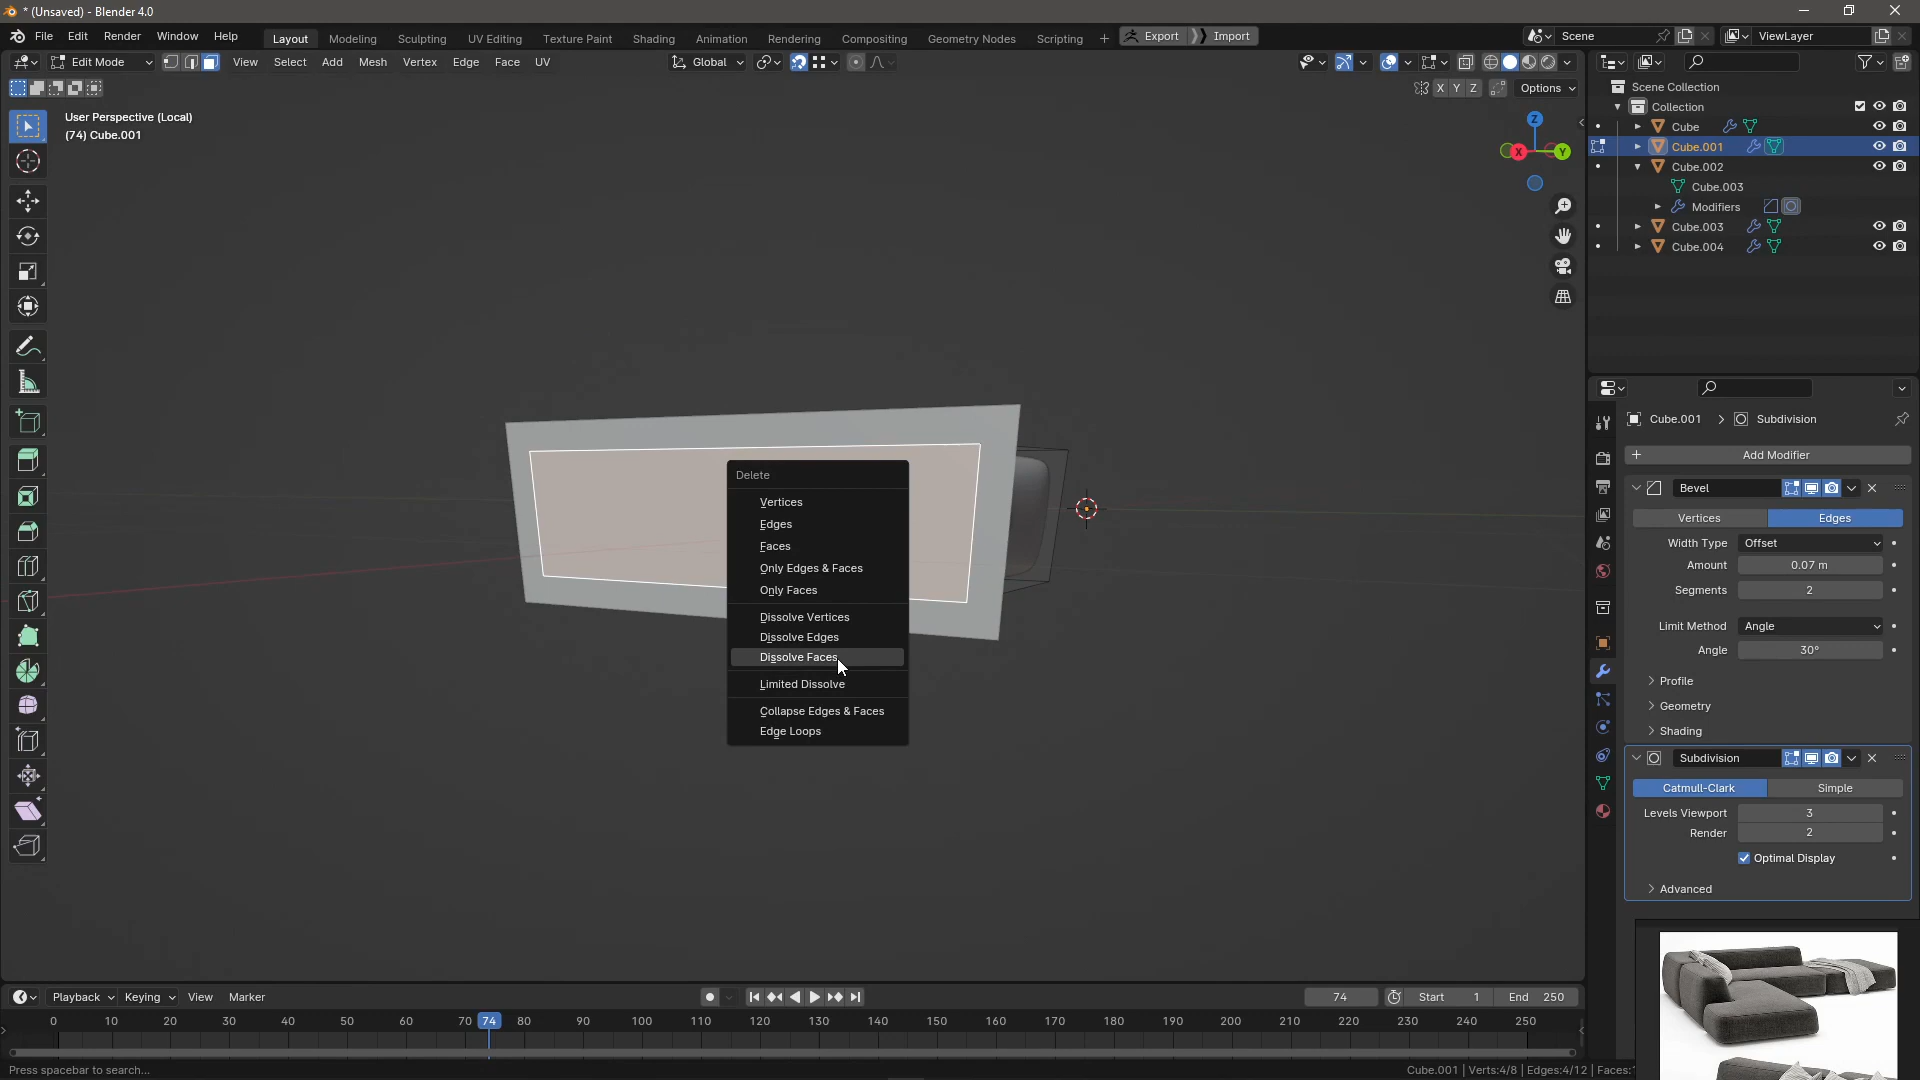 * (Unsaved) - Blender 4.0
File Edit Render Window Help
Layout Modeling Sculpting UV Editing Texture Paint Shading Animation Rendering Compositing Geometry Nodes Scripting +
Export Import
Scene
ViewLayer
Edit Mode
View Select Add Mesh Vertex Edge Face UV
Global
X Y Z
Options
User Perspective (Local)
(74) Cube.001
Z
X
Y
Delete
Vertices
Edges
Faces
Only Edges & Faces
Only Faces
Dissolve Vertices
Dissolve Edges
Dissolve Faces
Limited Dissolve
Collapse Edges & Faces
Edge Loops
Scene Collection
Collection
Cube
Cube.001
Cube.002
Cube.003
Modifiers
Cube.003
Cube.004
Cube.001 > Subdivision
+ Add Modifier
Bevel
Vertices Edges
Width Type Offset
Amount 0.07 m
Segments 2
Limit Method Angle
Angle 30°
Profile
Geometry
Shading
Subdivision
Catmull-Clark Simple
Levels Viewport 3
Render 2
Optimal Display
Advanced
Playback Keying View Marker
74
Start 1
End 250
0 10 20 30 40 50 60 70 74 80 90 100 110 120 130 140 150 160 170 180 190 200 210 220 230 240 250
Press spacebar to search...
Cube.001 | Verts:4/8 | Edges:4/12 | Faces: